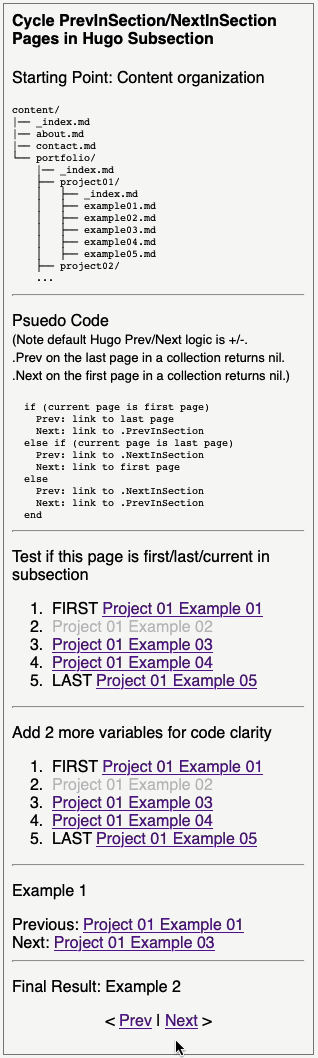 Cycle PrevInSection/NextInSection
Pages in Hugo Subsection
Starting Point: Content organization
content/
├── _index.md
├── about.md
├── contact.md
└── portfolio/
    ├── _index.md
    ├── project01/
    │   ├── _index.md
    │   ├── example01.md
    │   ├── example02.md
    │   ├── example03.md
    │   ├── example04.md
    │   ├── example05.md
    ├── project02/
    ...
Psuedo Code
(Note default Hugo Prev/Next logic is +/-.
.Prev on the last page in a collection returns nil.
.Next on the first page in a collection returns nil.)
if (current page is first page)
  Prev: link to last page
  Next: link to .PrevInSection
else if (current page is last page)
  Prev: link to .NextInSection
  Next: link to first page
else
  Prev: link to .NextInSection
  Next: link to .PrevInSection
end
Test if this page is first/last/current in
subsection
1. FIRST Project 01 Example 01
2. Project 01 Example 02
3. Project 01 Example 03
4. Project 01 Example 04
5. LAST Project 01 Example 05
Add 2 more variables for code clarity
1. FIRST Project 01 Example 01
2. Project 01 Example 02
3. Project 01 Example 03
4. Project 01 Example 04
5. LAST Project 01 Example 05
Example 1
Previous: Project 01 Example 01
Next: Project 01 Example 03
Final Result: Example 2
< Prev | Next >